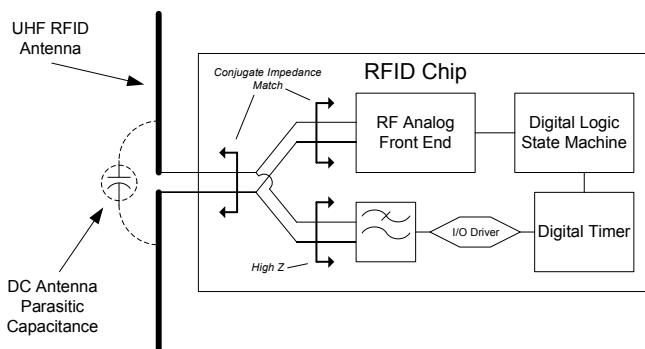 UHF RFID
Antenna
RFID Chip
Conjugate Impedance
Match
RF Analog
Front End
Digital Logic
State Machine
I/O Driver
Digital Timer
High Z
DC Antenna
Parasitic
Capacitance